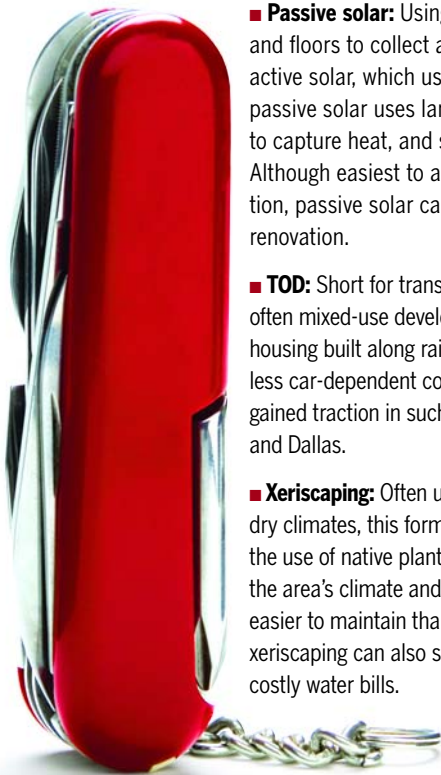 ■ Passive solar: Using
and floors to collect a
active solar, which us
passive solar uses lar
to capture heat, and s
Although easiest to a
tion, passive solar ca
renovation.
■ TOD: Short for trans
often mixed-use devel
housing built along rai
less car-dependent co
gained traction in such
and Dallas.
■ Xeriscaping: Often u
dry climates, this form
the use of native plant
the area’s climate and
easier to maintain tha
xeriscaping can also s
costly water bills.